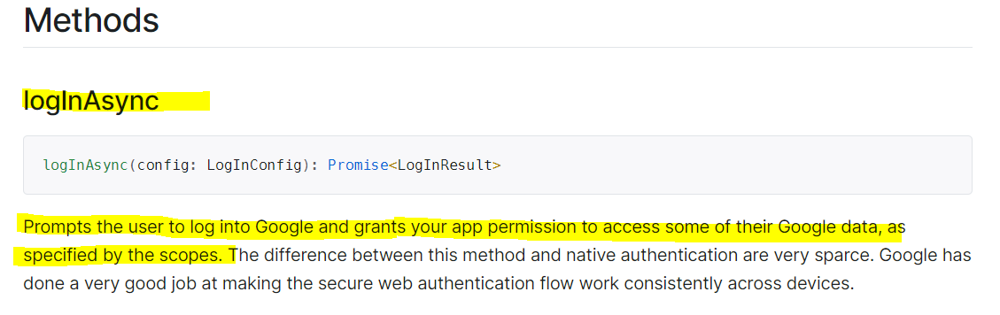 Methods
logInAsync
logInAsync(config: LogInConfig): Promise<LogInResult>
Prompts the user to log into Google and grants your app permission to access some of their Google data, as
specified by the scopes. The difference between this method and native authentication are very sparce. Google has
done a very good job at making the secure web authentication flow work consistently across devices.